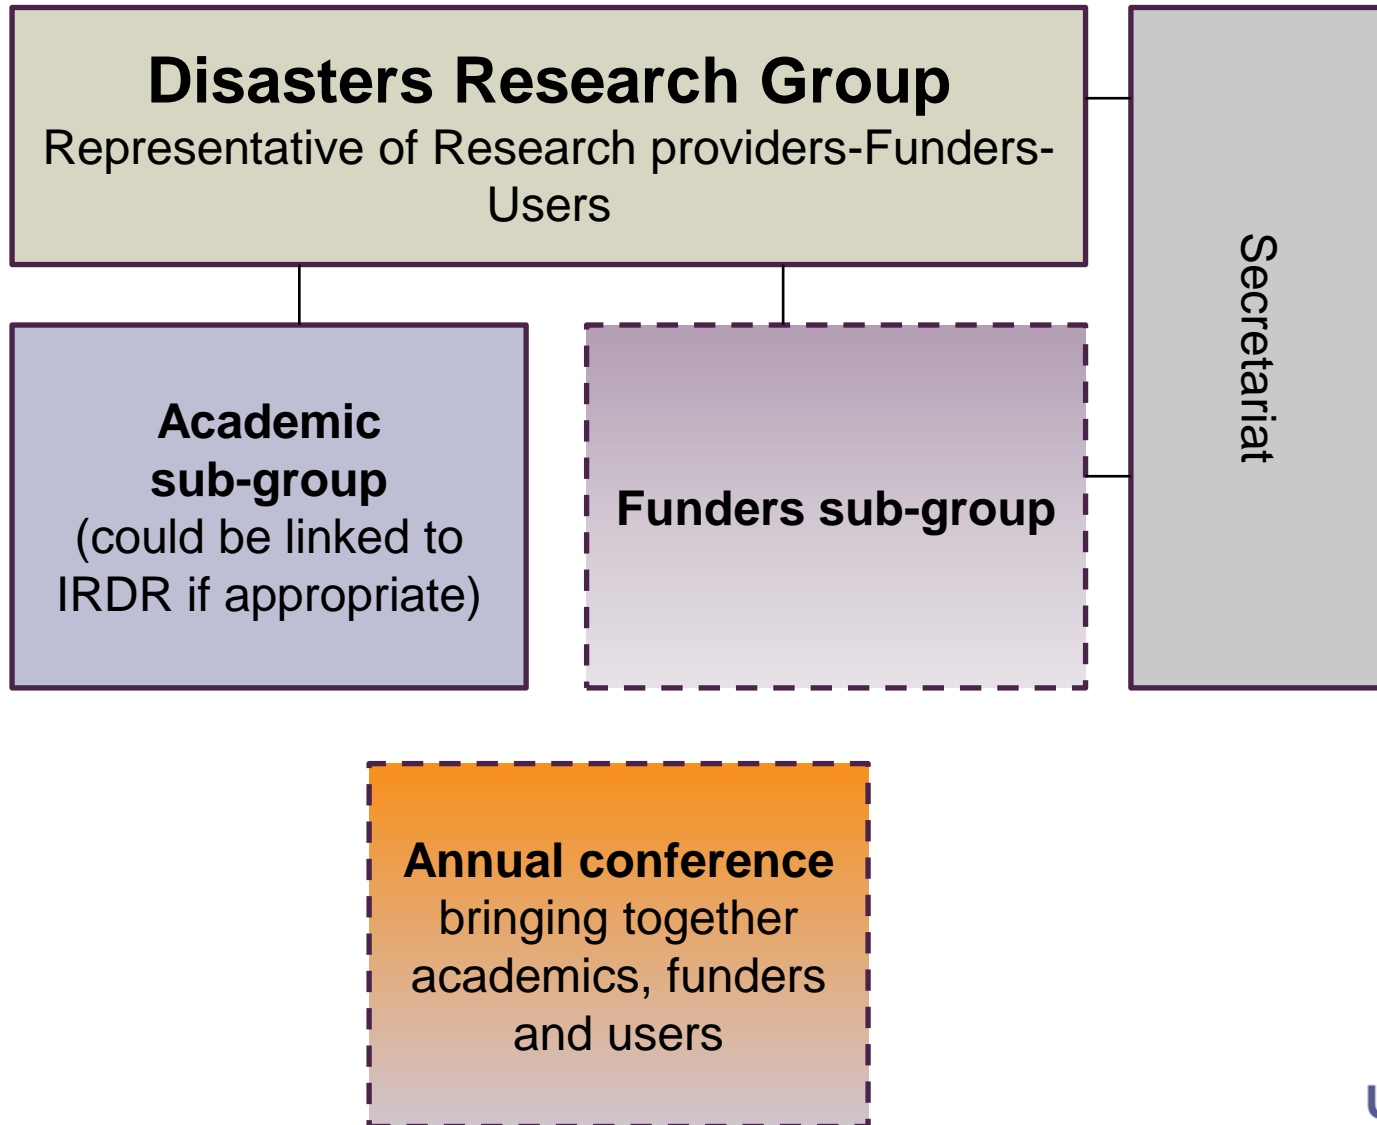 Disasters Research Group
Representative of Research providers-Funders-
Users
Secretariat
Academic
sub-group
(could be linked to
IRDR if appropriate)
Funders sub-group
Annual conference
bringing together
academics, funders
and users